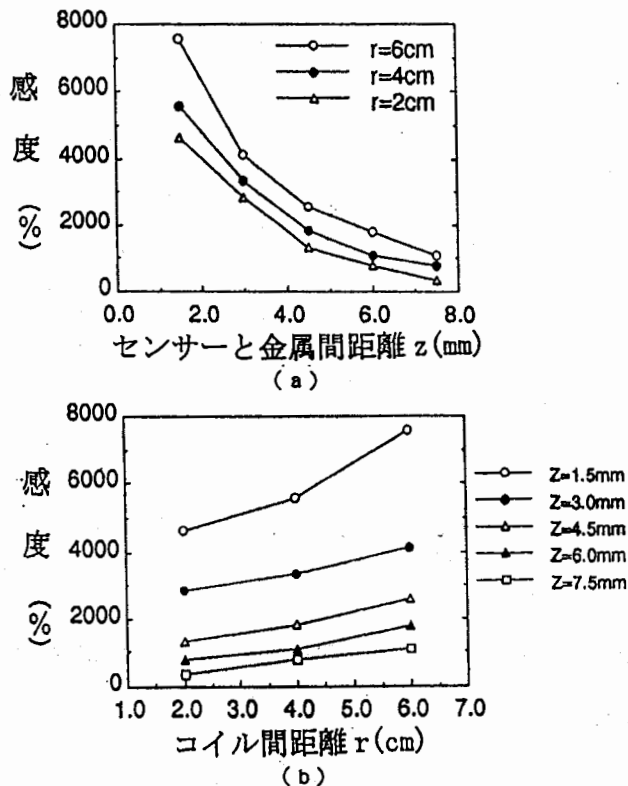 8000
6000
4000
2000
0
感度(%)
r=6cm
r=4cm
r=2cm
0.0 2.0 4.0 6.0 8.0
センサーと金属間距離 z(mm)
(a)
8000
6000
4000
2000
0
感度(%)
Z=1.5mm
Z=3.0mm
Z=4.5mm
Z=6.0mm
Z=7.5mm
1.0 2.0 3.0 4.0 5.0 6.0 7.0
コイル間距離 r(cm)
(b)